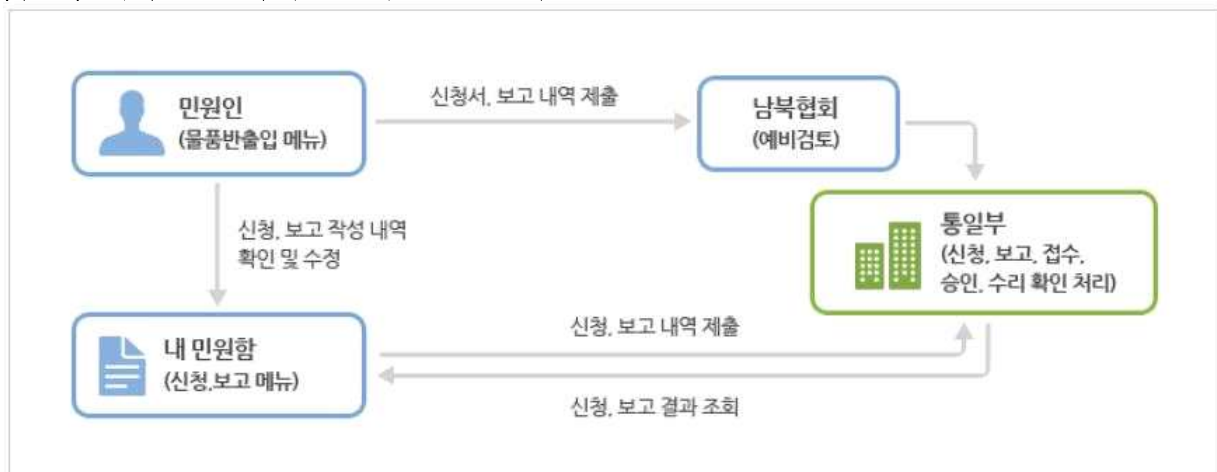 민원인
(물품반출입 메뉴)
신청서, 보고 내역 제출
남북협회
(예비검토)
신청, 보고 작성 내역
확인 및 수정
통일부
(신청, 보고, 접수,
승인, 수리 확인 처리)
내 민원함
(신청,보고 메뉴)
신청, 보고 내역 제출
신청, 보고 결과 조회